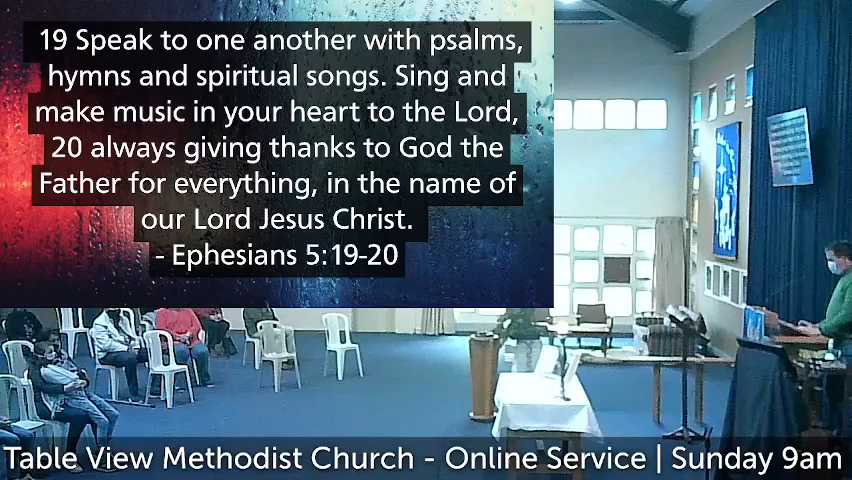 19 Speak to one another with psalms,
hymns and spiritual songs. Sing and
make music in your heart to the Lord,
20 always giving thanks to God the
Father for everything, in the name of
our Lord Jesus Christ.
- Ephesians 5:19-20
Table View Methodist Church - Online Service | Sunday 9am